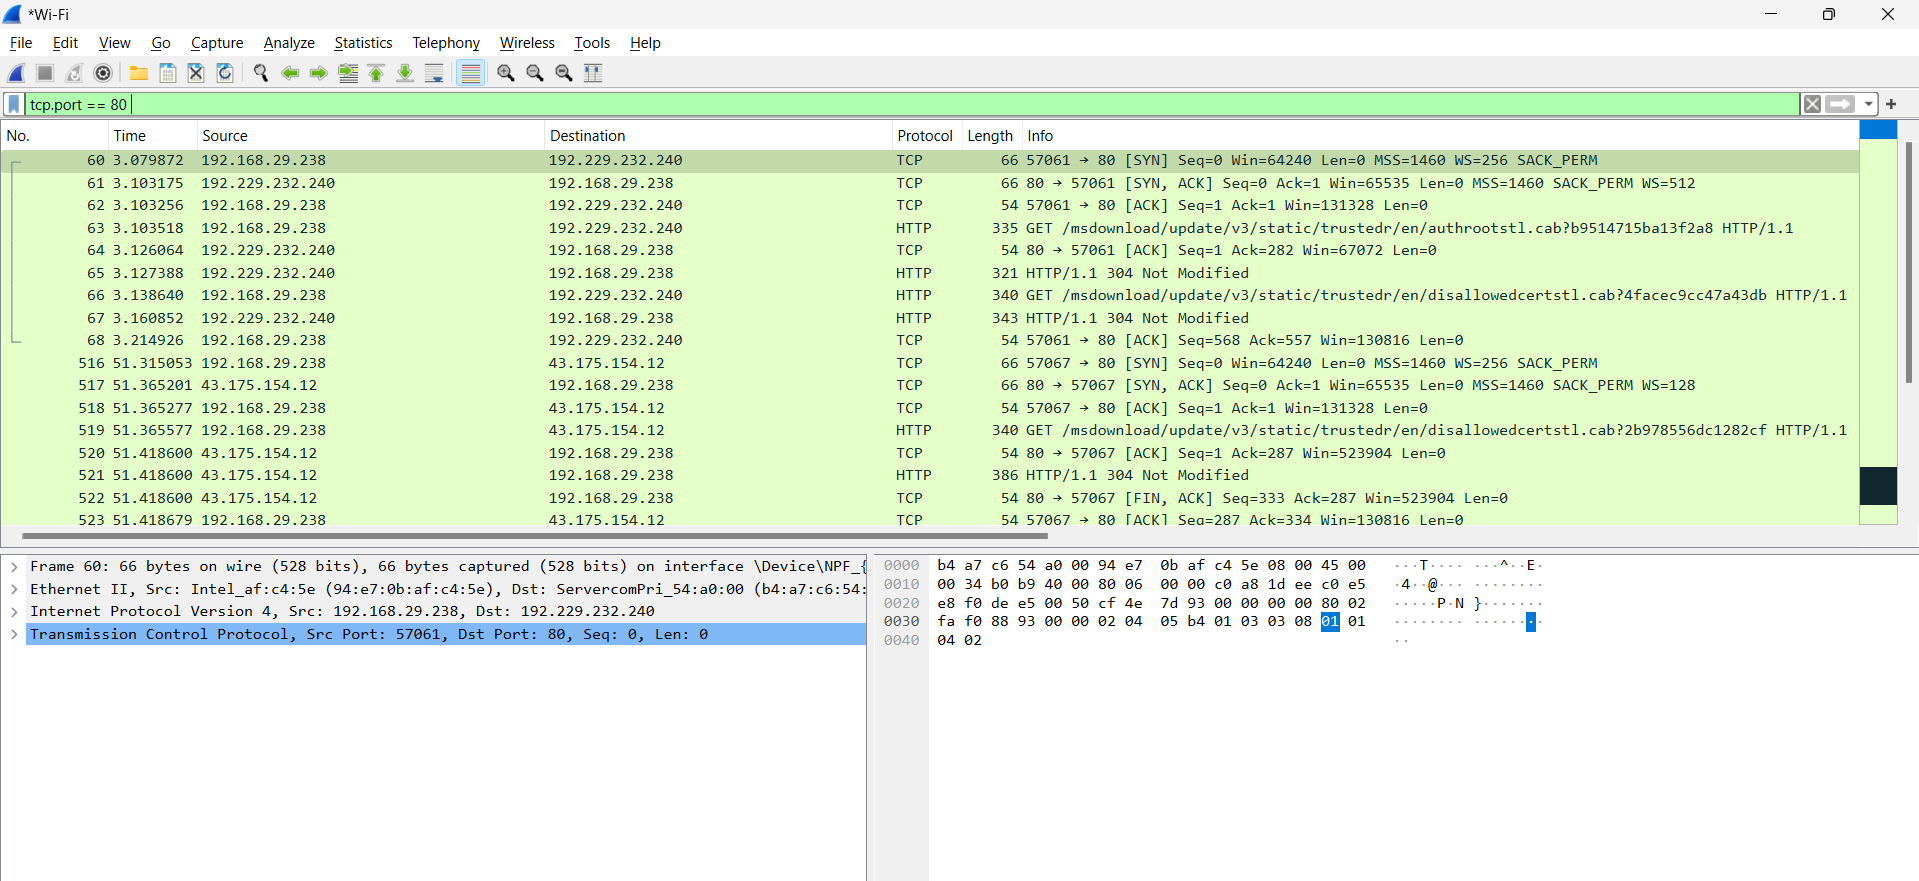 *Wi-Fi
File Edit View Go Capture Analyze Statistics Telephony Wireless Tools Help
tcp.port == 80
No. Time Source Destination Protocol Length Info
60 3.079872 192.168.29.238 192.229.232.240 TCP 66 57061 → 80 [SYN] Seq=0 Win=64240 Len=0 MSS=1460 WS=256 SACK_PERM
61 3.103175 192.229.232.240 192.168.29.238 TCP 66 80 → 57061 [SYN, ACK] Seq=0 Ack=1 Win=65535 Len=0 MSS=1460 SACK_PERM WS=512
62 3.103256 192.168.29.238 192.229.232.240 TCP 54 57061 → 80 [ACK] Seq=1 Ack=1 Win=131328 Len=0
63 3.103518 192.168.29.238 192.229.232.240 HTTP 335 GET /msdownload/update/v3/static/trustedr/en/authrootstl.cab?b9514715ba13f2a8 HTTP/1.1
64 3.126064 192.229.232.240 192.168.29.238 TCP 54 80 → 57061 [ACK] Seq=1 Ack=282 Win=67072 Len=0
65 3.127388 192.229.232.240 192.168.29.238 HTTP 321 HTTP/1.1 304 Not Modified
66 3.138640 192.168.29.238 192.229.232.240 HTTP 340 GET /msdownload/update/v3/static/trustedr/en/disallowedcertstl.cab?4facec9cc47a43db HTTP/1.1
67 3.160852 192.229.232.240 192.168.29.238 HTTP 343 HTTP/1.1 304 Not Modified
68 3.214926 192.168.29.238 192.229.232.240 TCP 54 57061 → 80 [ACK] Seq=568 Ack=557 Win=130816 Len=0
516 51.315053 192.168.29.238 43.175.154.12 TCP 66 57067 → 80 [SYN] Seq=0 Win=64240 Len=0 MSS=1460 WS=256 SACK_PERM
517 51.365201 43.175.154.12 192.168.29.238 TCP 66 80 → 57067 [SYN, ACK] Seq=0 Ack=1 Win=65535 Len=0 MSS=1460 SACK_PERM WS=128
518 51.365277 192.168.29.238 43.175.154.12 TCP 54 57067 → 80 [ACK] Seq=1 Ack=1 Win=131328 Len=0
519 51.365577 192.168.29.238 43.175.154.12 HTTP 340 GET /msdownload/update/v3/static/trustedr/en/disallowedcertstl.cab?2b978556dc1282cf HTTP/1.1
520 51.418600 43.175.154.12 192.168.29.238 TCP 54 80 → 57067 [ACK] Seq=1 Ack=287 Win=523904 Len=0
521 51.418600 43.175.154.12 192.168.29.238 HTTP 386 HTTP/1.1 304 Not Modified
522 51.418600 43.175.154.12 192.168.29.238 TCP 54 80 → 57067 [FIN, ACK] Seq=333 Ack=287 Win=523904 Len=0
523 51.418679 192.168.29.238 43.175.154.12 TCP 54 57067 → 80 [ACK] Seq=287 Ack=334 Win=130816 Len=0
Frame 60: 66 bytes on wire (528 bits), 66 bytes captured (528 bits) on interface \Device\NPF_{
Ethernet II, Src: Intel_af:c4:5e (94:e7:0b:af:c4:5e), Dst: ServercomPri_54:a0:00 (b4:a7:c6:54:
Internet Protocol Version 4, Src: 192.168.29.238, Dst: 192.229.232.240
Transmission Control Protocol, Src Port: 57061, Dst Port: 80, Seq: 0, Len: 0
0000 b4 a7 c6 54 a0 00 94 e7 0b af c4 5e 08 00 45 00 ···T···· ···^··E·
0010 00 34 b0 b9 40 00 80 06 00 00 c0 a8 1d ee c0 e5 ·4··@··· ········
0020 e8 f0 de e5 00 50 cf 4e 7d 93 00 00 00 00 80 02 ·····P·N }·······
0030 fa f0 88 93 00 00 02 04 05 b4 01 03 03 08 01 01 ········ ········
0040 04 02 ··